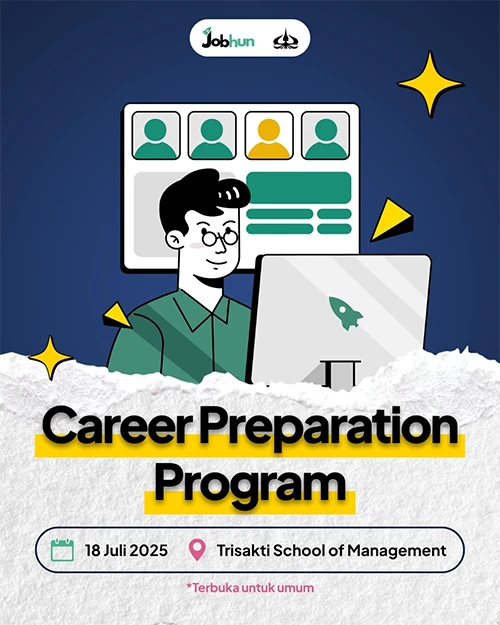 Jobhun
Career Preparation
Program
18 Juli 2025 Trisakti School of Management
*Terbuka untuk umum